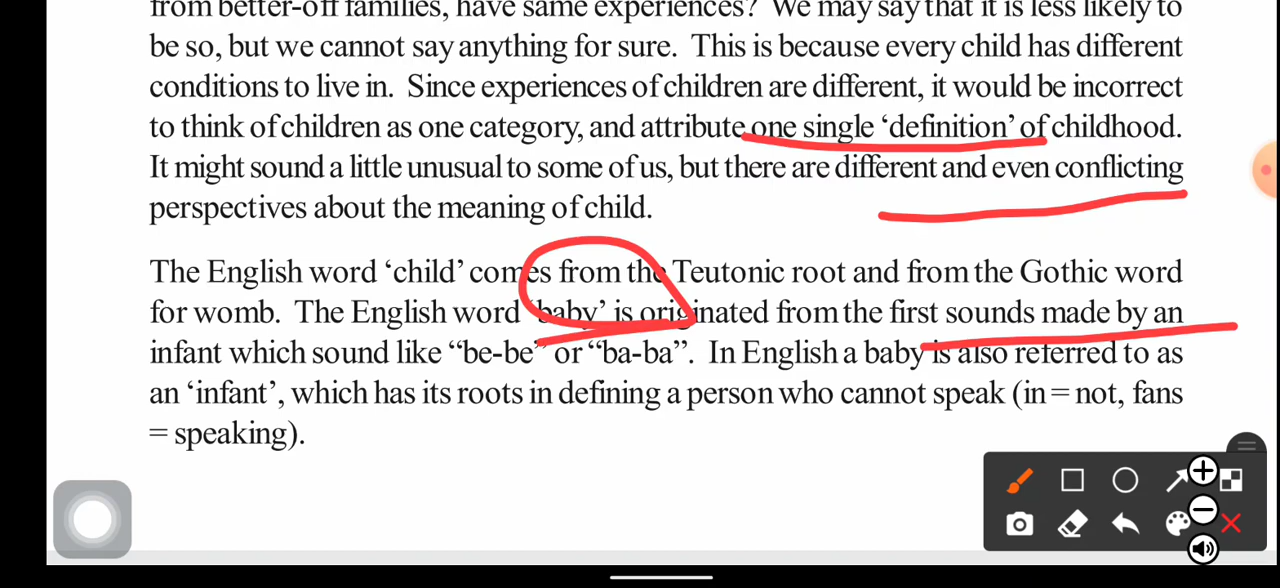 from better-off families, have same experiences? We may say that it is less likely to
be so, but we cannot say anything for sure. This is because every child has different
conditions to live in. Since experiences of children are different, it would be incorrect
to think of children as one category, and attribute one single ‘definition’ of childhood.
It might sound a little unusual to some of us, but there are different and even conflicting
perspectives about the meaning of child.
The English word ‘child’ comes from the Teutonic root and from the Gothic word
for womb. The English word ‘baby’ is originated from the first sounds made by an
infant which sound like “be-be” or “ba-ba”. In English a baby is also referred to as
an ‘infant’, which has its roots in defining a person who cannot speak (in = not, fans
= speaking).